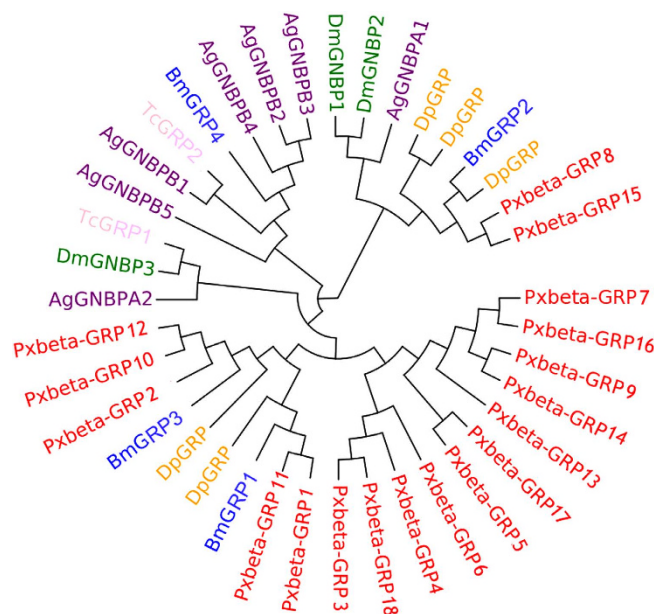 DmGNBP1
DmGNBP2
AgGNBPA1
DpGRP
DpGRP
BmGRP2
DpGRP
Pxbeta-GRP8
Pxbeta-GRP15
Pxbeta-GRP7
Pxbeta-GRP16
Pxbeta-GRP9
Pxbeta-GRP14
Pxbeta-GRP13
Pxbeta-GRP17
Pxbeta-GRP5
Pxbeta-GRP6
Pxbeta-GRP4
Pxbeta-GRP18
Pxbeta-GRP3
Pxbeta-GRP1
Pxbeta-GRP11
BmGRP1
DpGRP
DpGRP
BmGRP3
Pxbeta-GRP2
Pxbeta-GRP10
Pxbeta-GRP12
AgGNBPA2
DmGNBP3
TcGRP1
AgGNBPB5
AgGNBPB1
TcGRP2
BmGRP4
AgGNBPB4
AgGNBPB2
AgGNBPB3